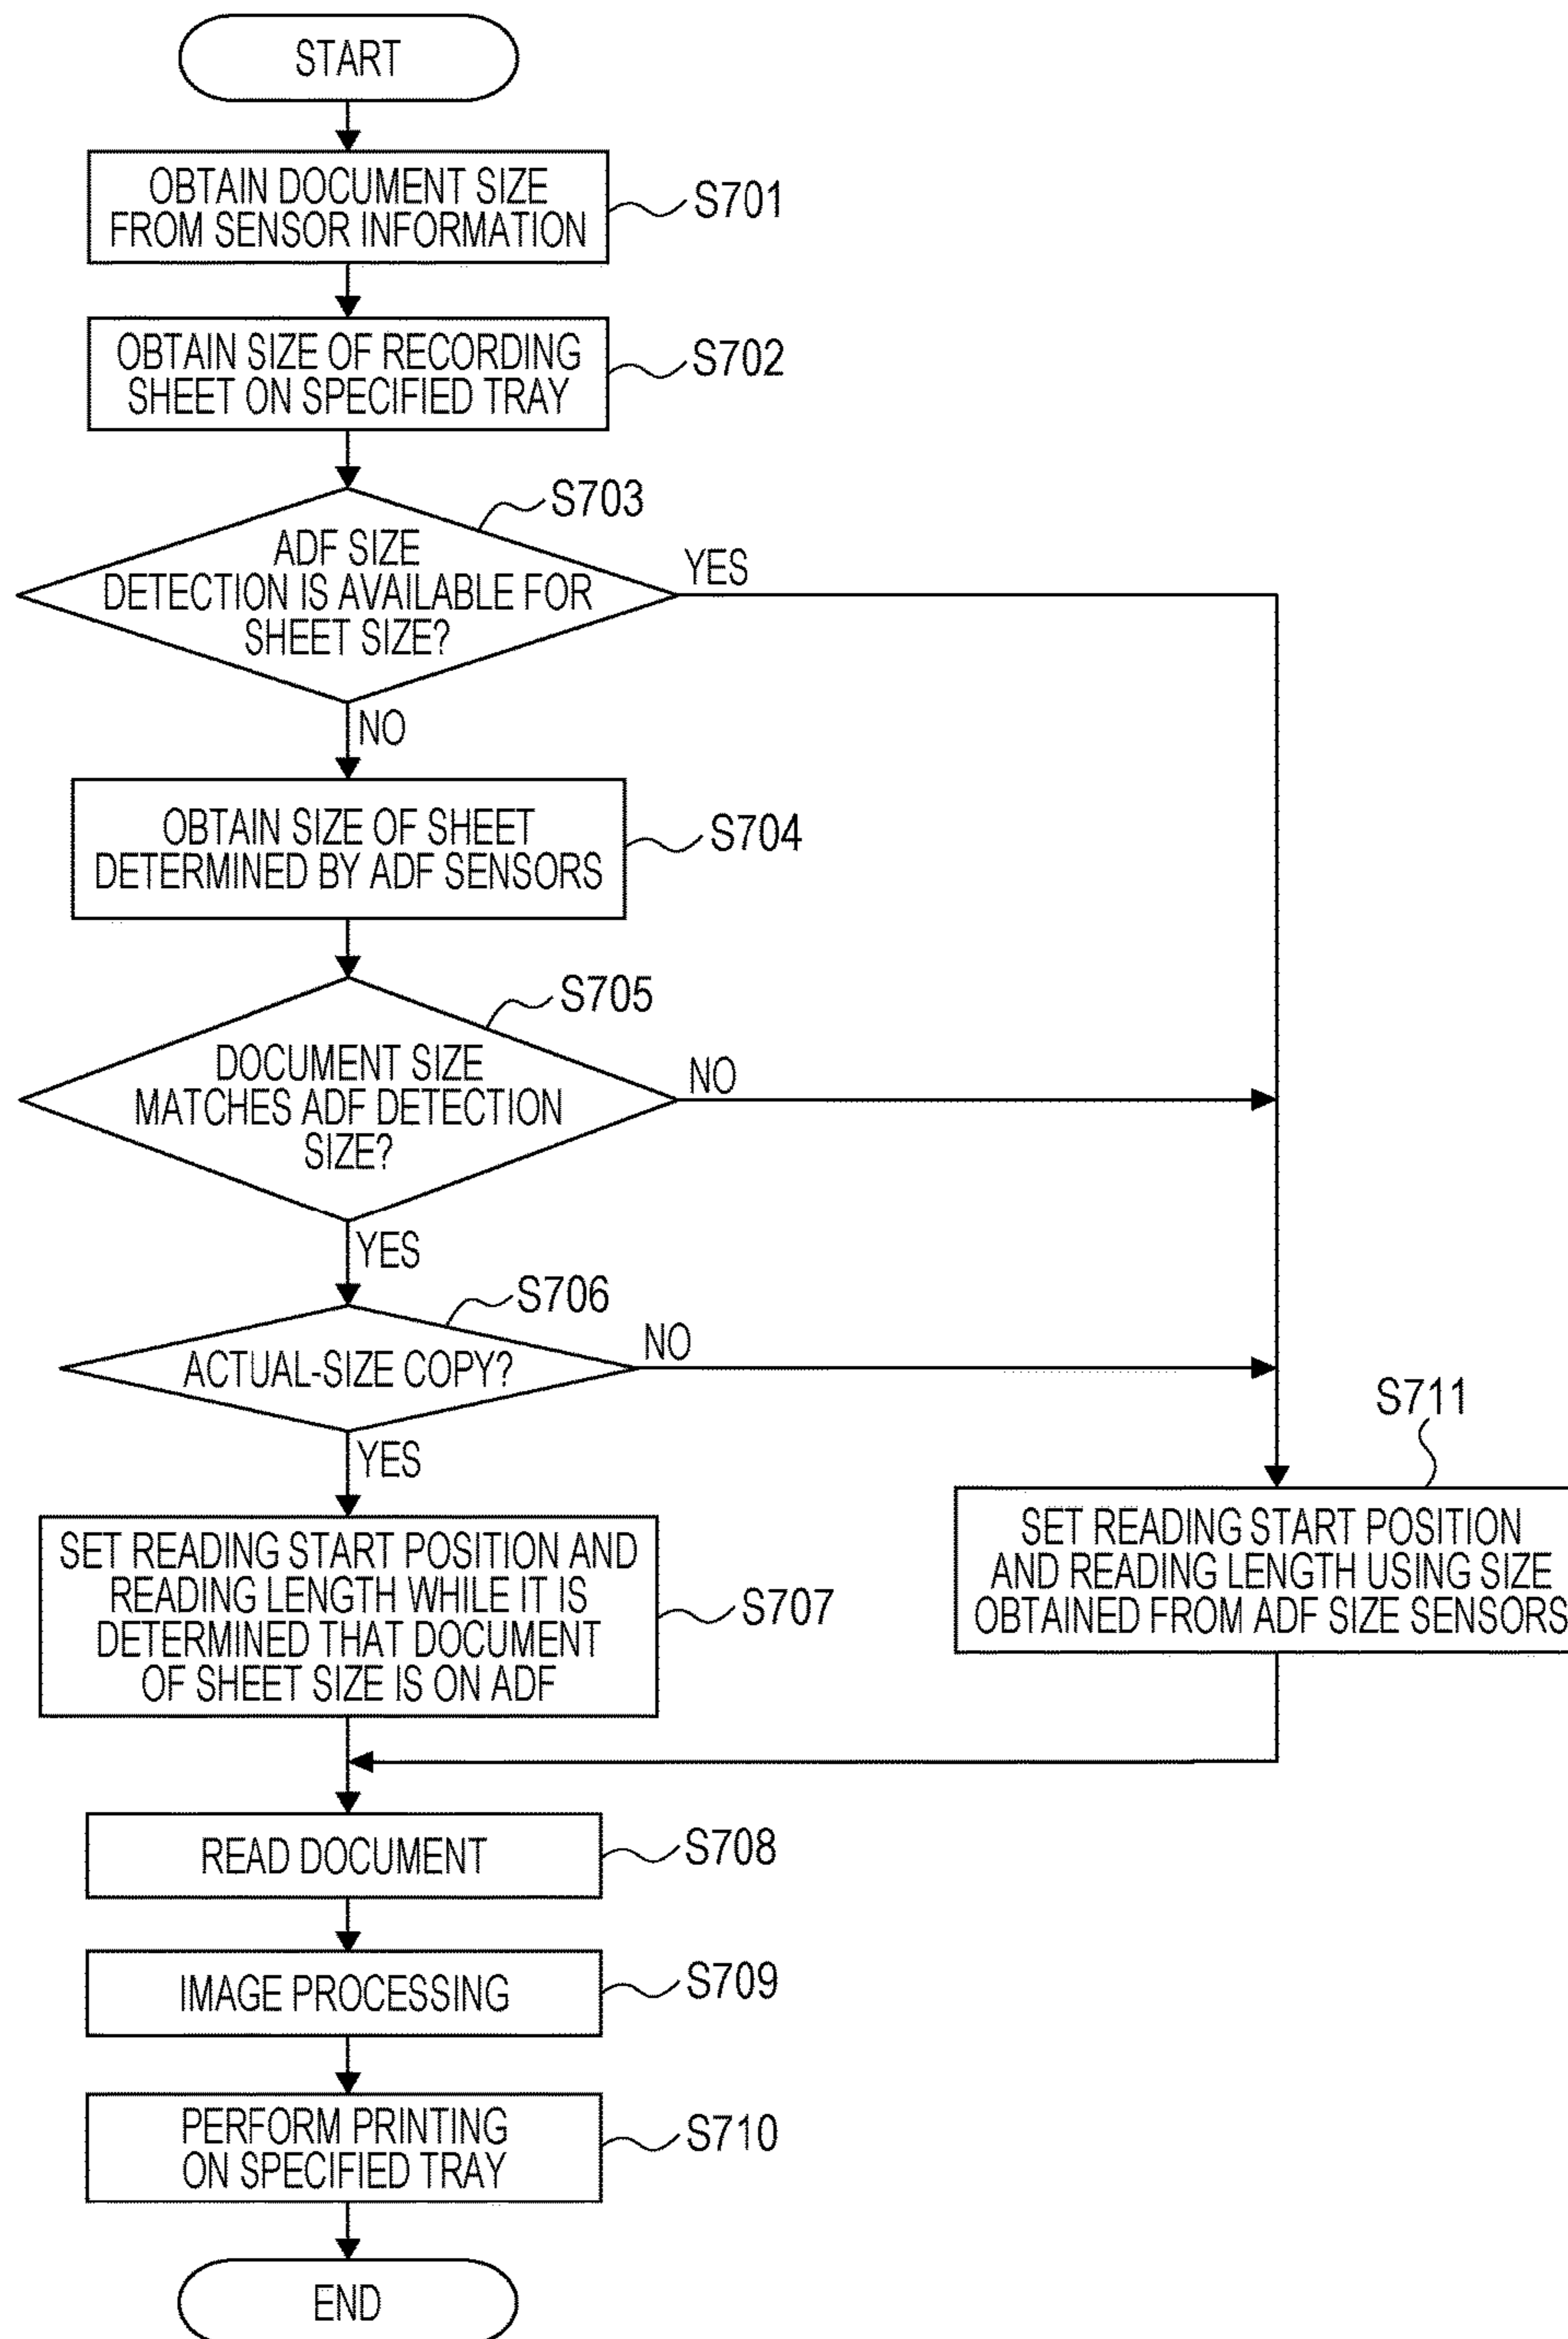 START
OBTAIN DOCUMENT SIZE
FROM SENSOR INFORMATION
S701
OBTAIN SIZE OF RECORDING
SHEET ON SPECIFIED TRAY
S702
S703
ADF SIZE
DETECTION IS AVAILABLE FOR
SHEET SIZE?
YES
NO
OBTAIN SIZE OF SHEET
DETERMINED BY ADF SENSORS
S704
S705
DOCUMENT SIZE
MATCHES ADF DETECTION
SIZE?
NO
YES
S706
ACTUAL-SIZE COPY?
NO
YES
S711
SET READING START POSITION
AND READING LENGTH USING SIZE
OBTAINED FROM ADF SIZE SENSORS
SET READING START POSITION AND
READING LENGTH WHILE IT IS
DETERMINED THAT DOCUMENT
OF SHEET SIZE IS ON ADF
S707
READ DOCUMENT
S708
IMAGE PROCESSING
S709
PERFORM PRINTING
ON SPECIFIED TRAY
S710
END